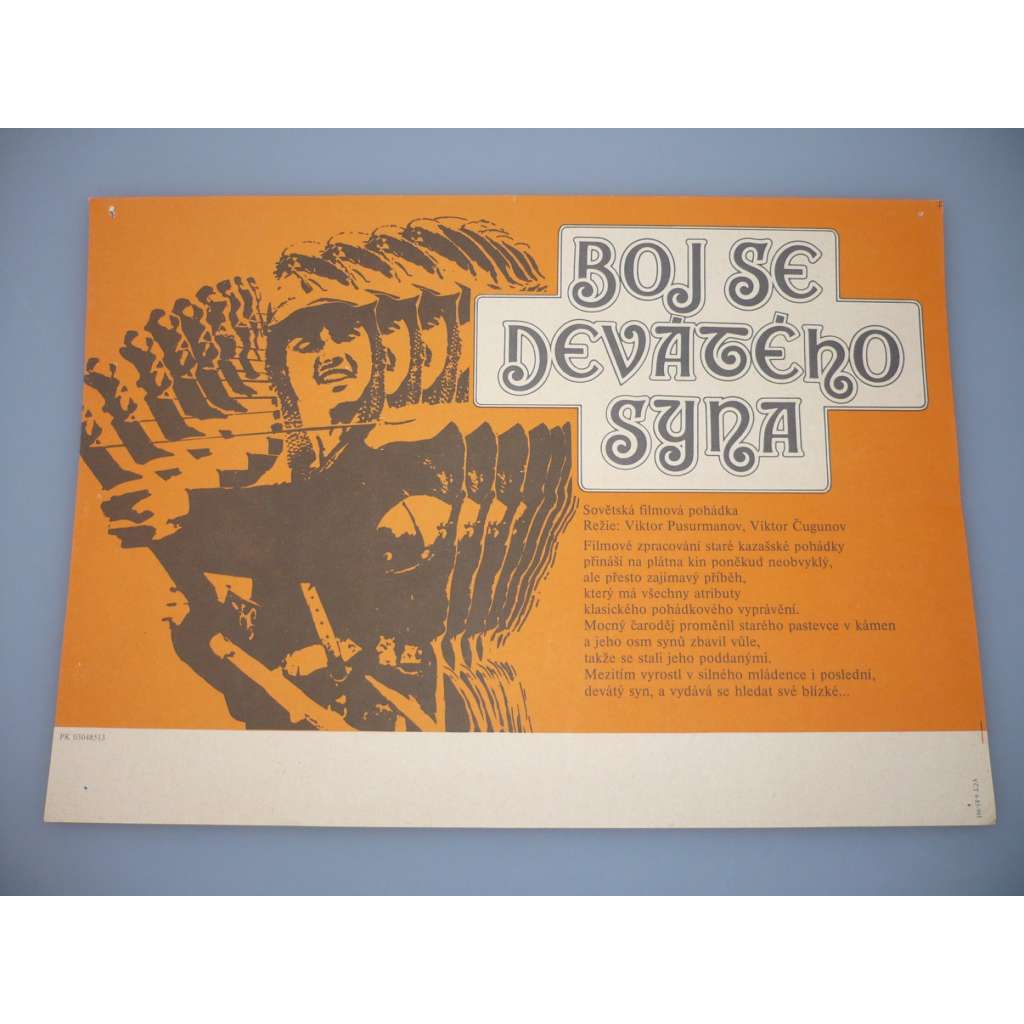 BOJ SE
DEVÁTÉHO
SYNA
Sovětská filmová pohádka
Režie: Viktor Pusurmanov, Viktor Čugunov
Filmové zpracování staré kazašské pohádky
přináší na plátna kin poněkud neobvyklý,
ale přesto zajímavý příběh,
který má všechny atributy
klasického pohádkového vyprávění.
Mocný čaroděj proměnil starého pastevce v kámen
a jeho osm synů zbavil vůle,
takže se stali jeho poddanými.
Mezitím vyrostl v silného mládence i poslední,
devátý syn, a vydává se hledat své blízké...
PK 03048513